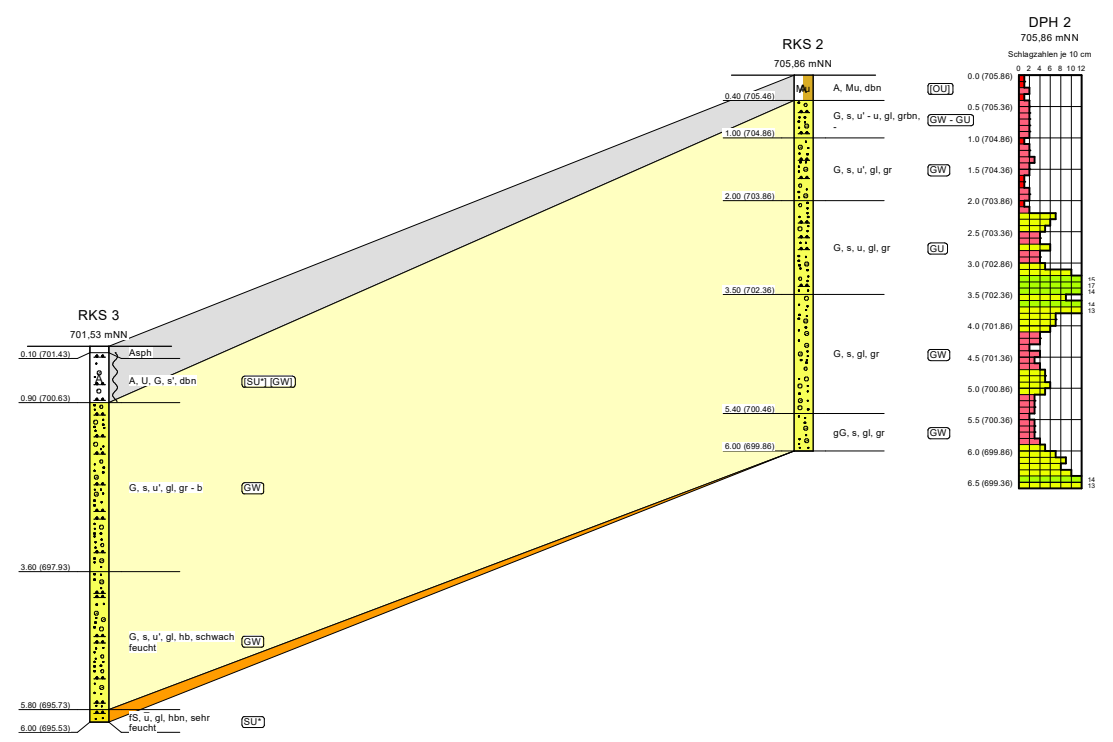 DPH 2
705,86 mNN
Schlagzahlen je 10 cm
0 2 4 6 8 10 12
0.0 (705.86)
0.5 (705.36)
1.0 (704.86)
1.5 (704.36)
2.0 (703.86)
2.5 (703.36)
3.0 (702.86)
3.5 (702.36)
4.0 (701.86)
4.5 (701.36)
5.0 (700.86)
5.5 (700.36)
6.0 (699.86)
6.5 (699.36)
15
17
14
14
13
14
13
RKS 2
705,86 mNN
Mu
A
0.40 (705.46)
1.00 (704.86)
2.00 (703.86)
3.50 (702.36)
5.40 (700.46)
6.00 (699.86)
A, Mu, dbn
[OU]
G, s, u' - u, gl, grbn,
-
GW - GU
G, s, u', gl, gr
GW
G, s, u, gl, gr
GU
G, s, gl, gr
GW
gG, s, gl, gr
GW
RKS 3
701,53 mNN
0.10 (701.43)
0.90 (700.63)
3.60 (697.93)
5.80 (695.73)
6.00 (695.53)
Asph
A
A, U, G, s', dbn
[SU*] [GW]
G, s, u', gl, gr - b
GW
G, s, u', gl, hb, schwach
feucht
GW
fS, ū, gl, hbn, sehr
feucht
SU*